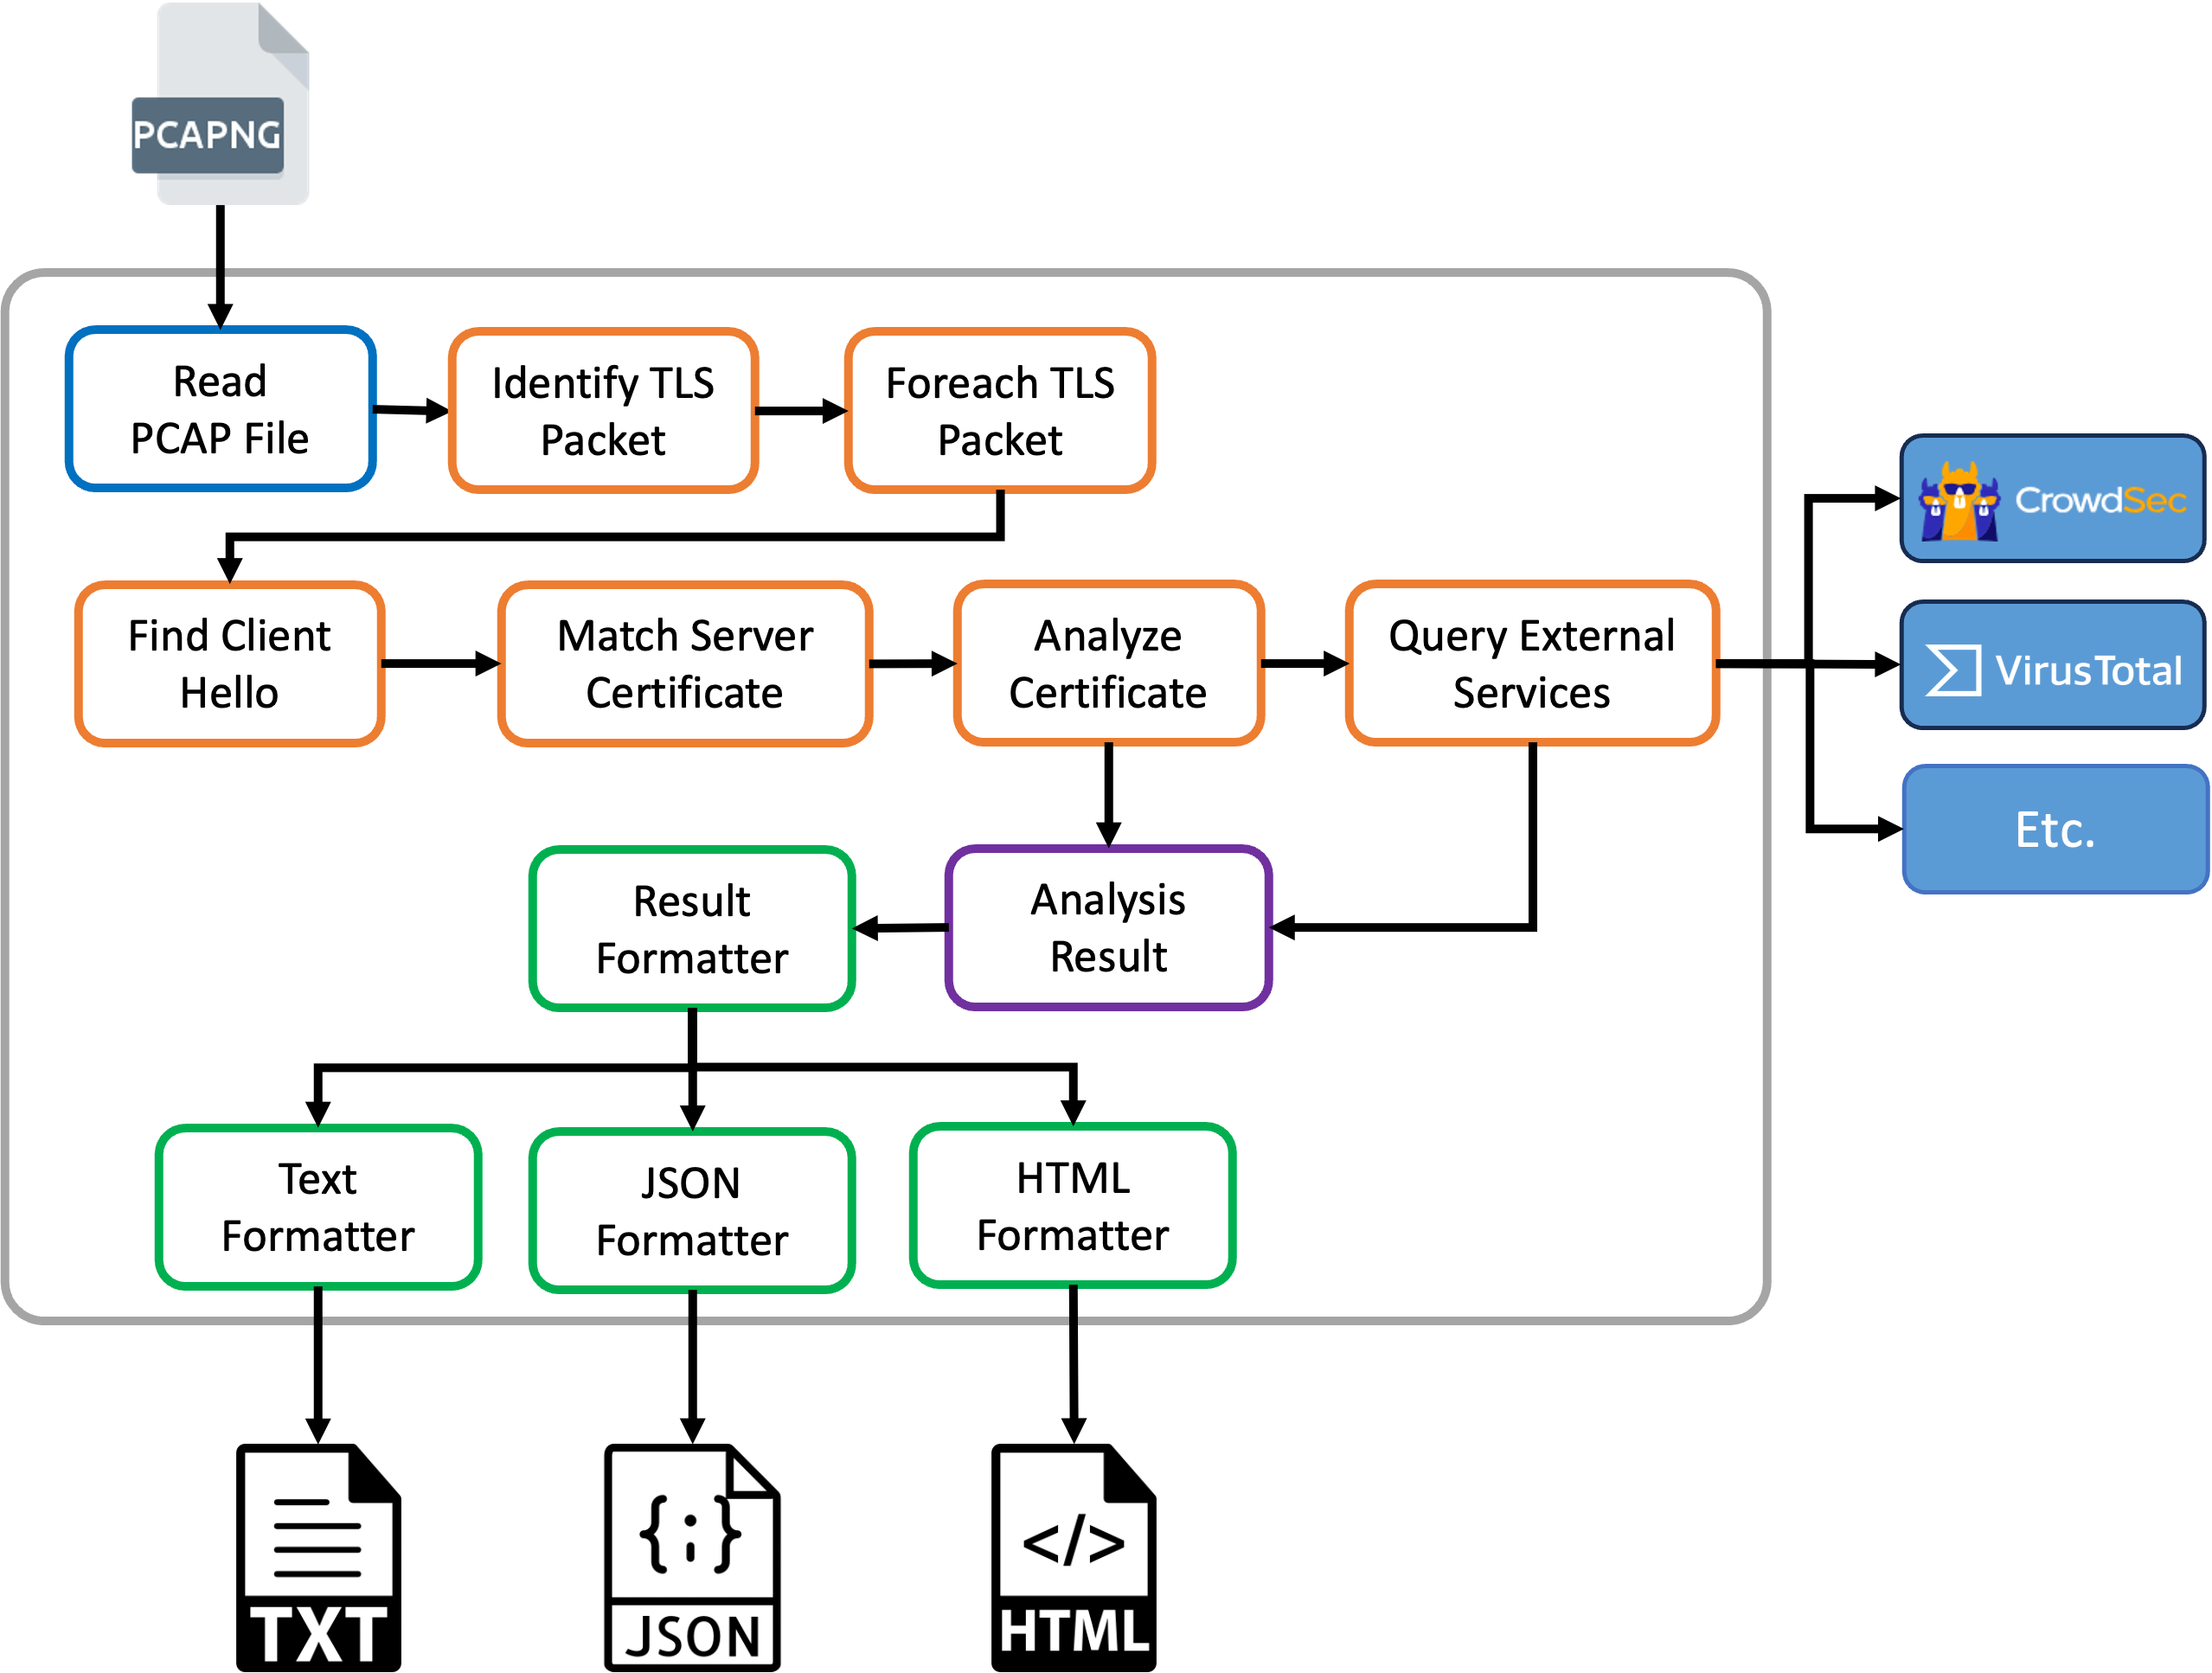 PCAPNG
Read
PCAP File
Identify TLS
Packet
Foreach TLS
Packet
Find Client
Hello
Match Server
Certificate
Analyze
Certificate
Query External
Services
CrowdSec
VirusTotal
Etc.
Result
Formatter
Analysis
Result
Text
Formatter
JSON
Formatter
HTML
Formatter
TXT
{;}
JSON
</>
HTML